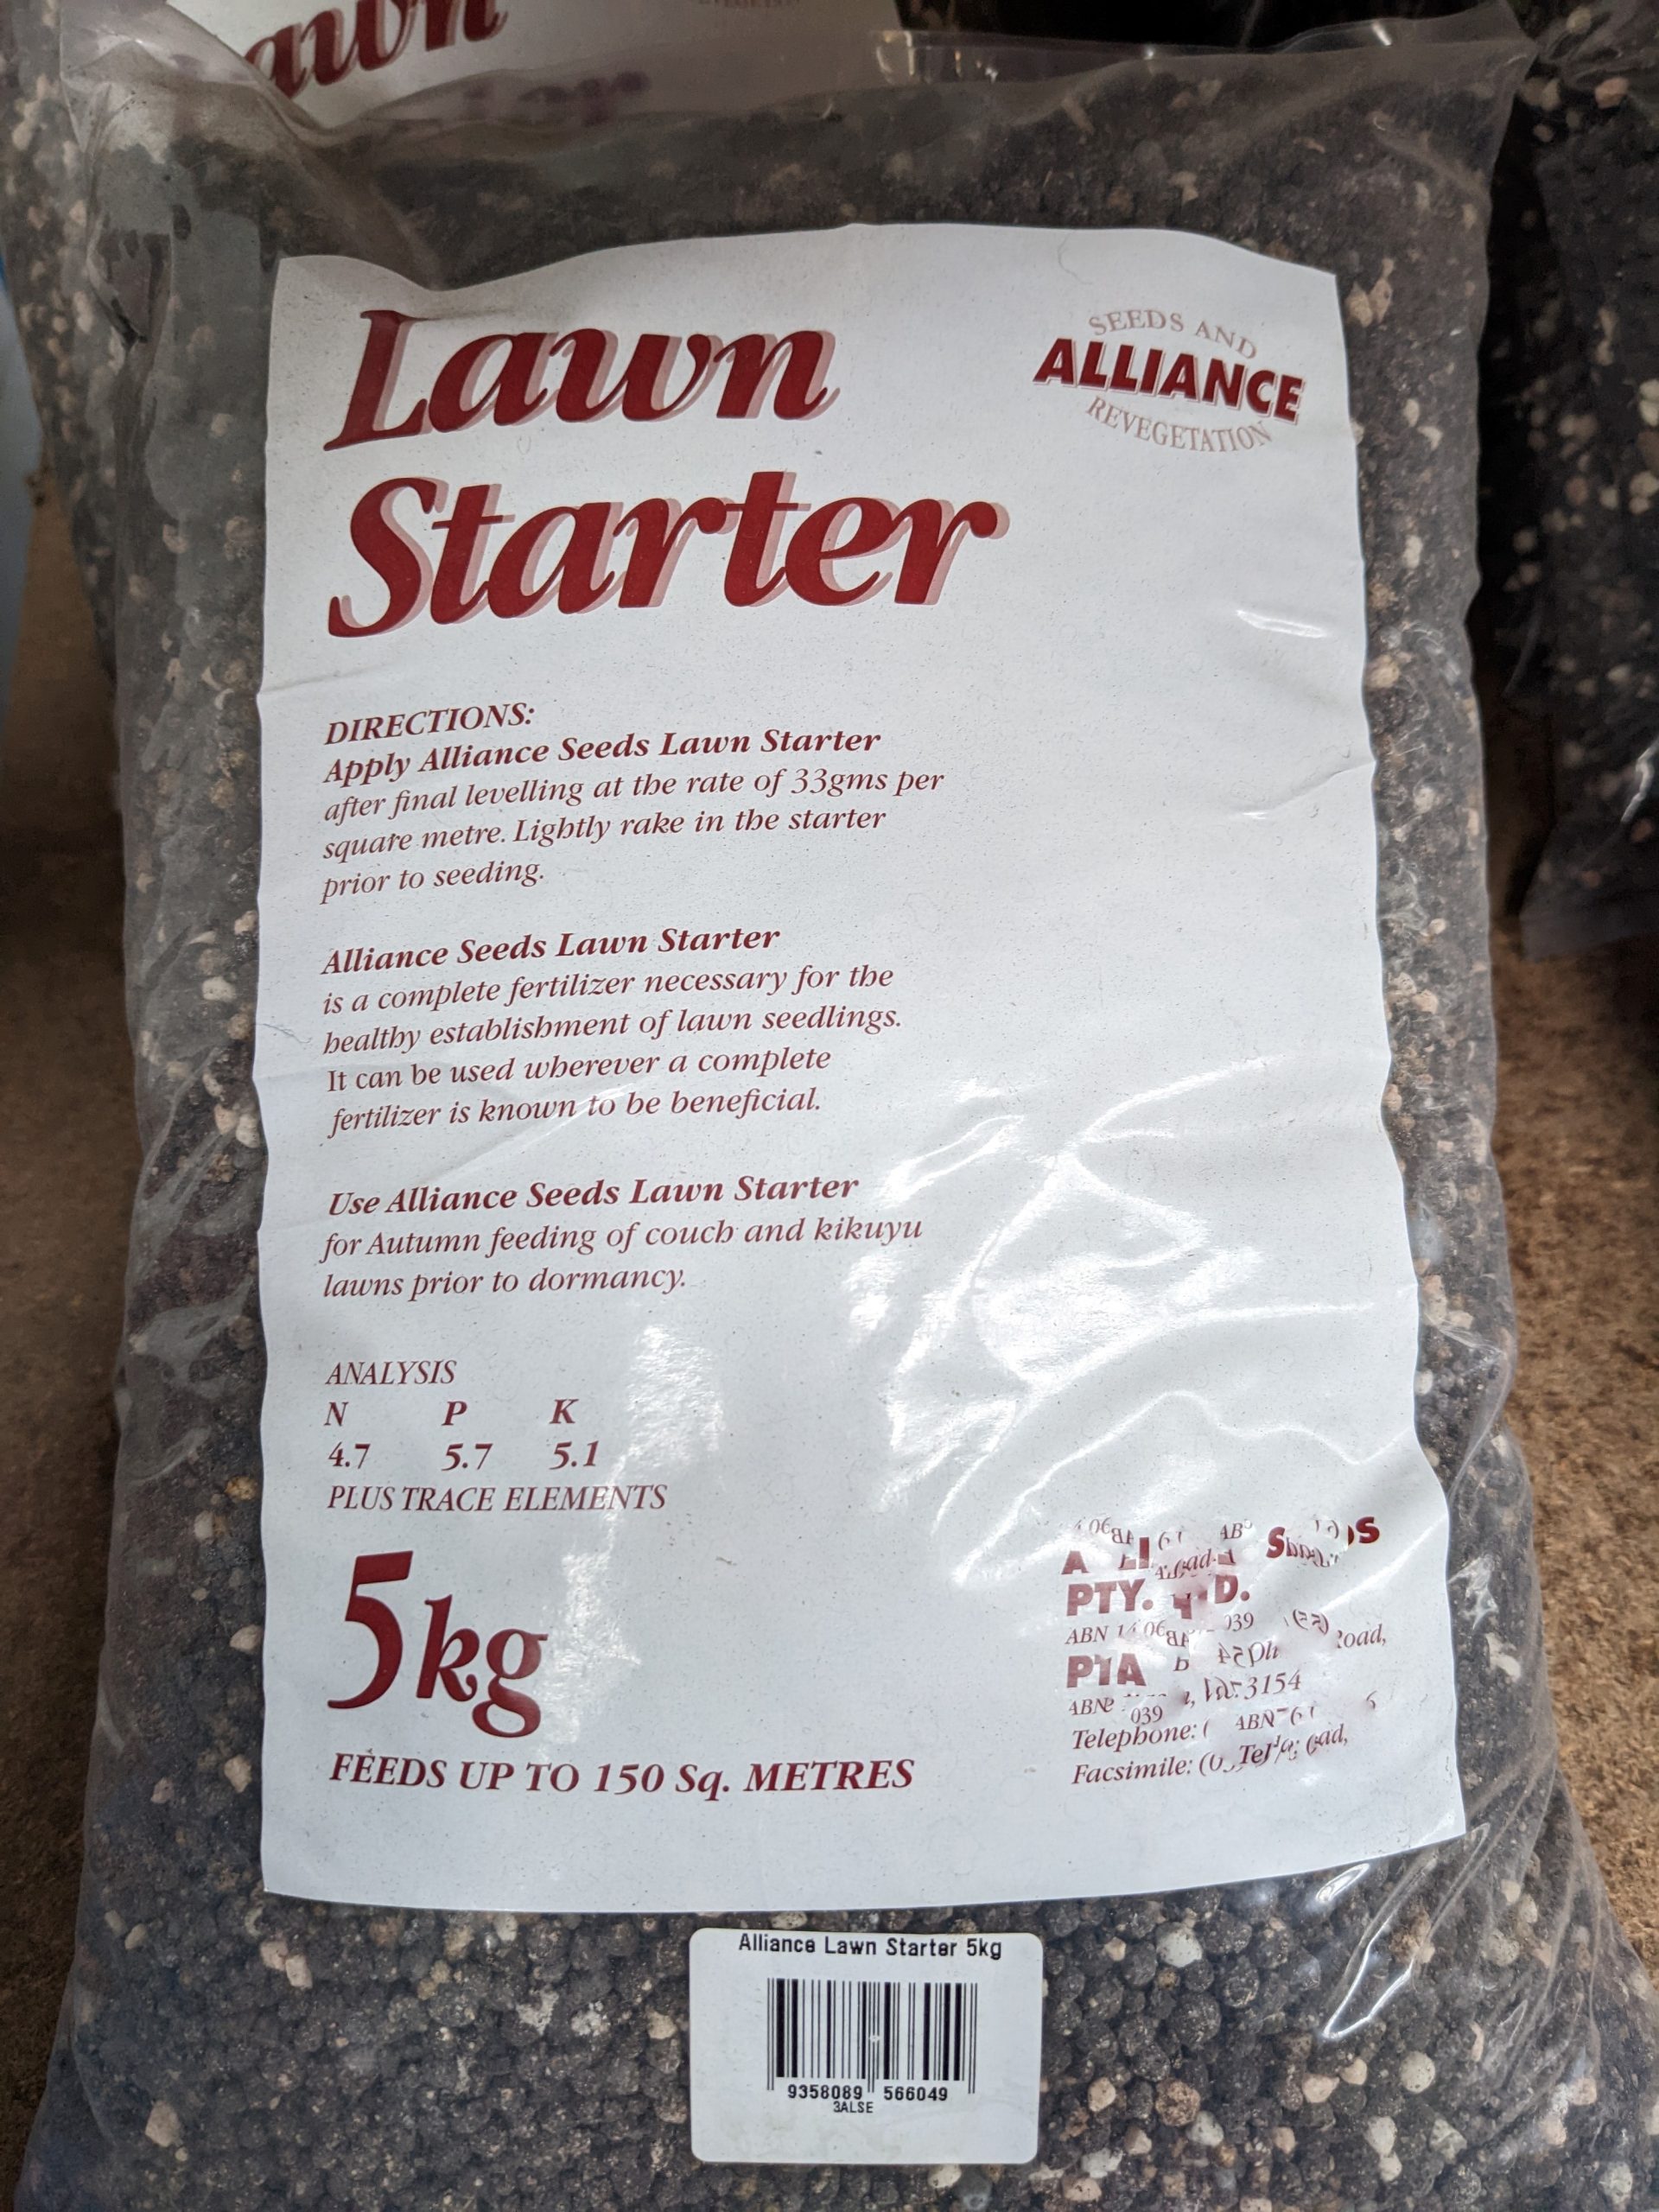 awn
Lawn
Starter
SEEDS AND
ALLIANCE
REVEGETATION
DIRECTIONS:
Apply Alliance Seeds Lawn Starter
after final levelling at the rate of 33gms per
square metre. Lightly rake in the starter
prior to seeding.
Alliance Seeds Lawn Starter
is a complete fertilizer necessary for the
healthy establishment of lawn seedlings.
It can be used wherever a complete
fertilizer is known to be beneficial.
Use Alliance Seeds Lawn Starter
for Autumn feeding of couch and kikuyu
lawns prior to dormancy.
ANALYSIS
N P K
4.7 5.7 5.1
PLUS TRACE ELEMENTS
5kg
FEEDS UP TO 150 Sq. METRES
PTY.
ABN
3154
Telephone:
Facsimile:
Alliance Lawn Starter 5kg
9358089 566049
3ALSE